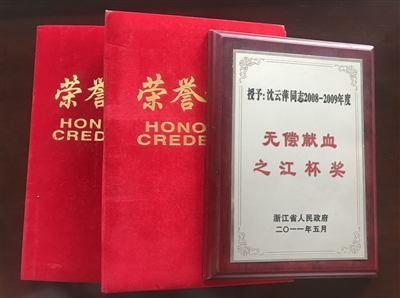 荣誉
HONO
CREDE
荣誉
HONO
CREDE
授予:沈云萍同志2008-2009年度
无偿献血
之江杯奖
浙江省人民政府
二〇一一年五月